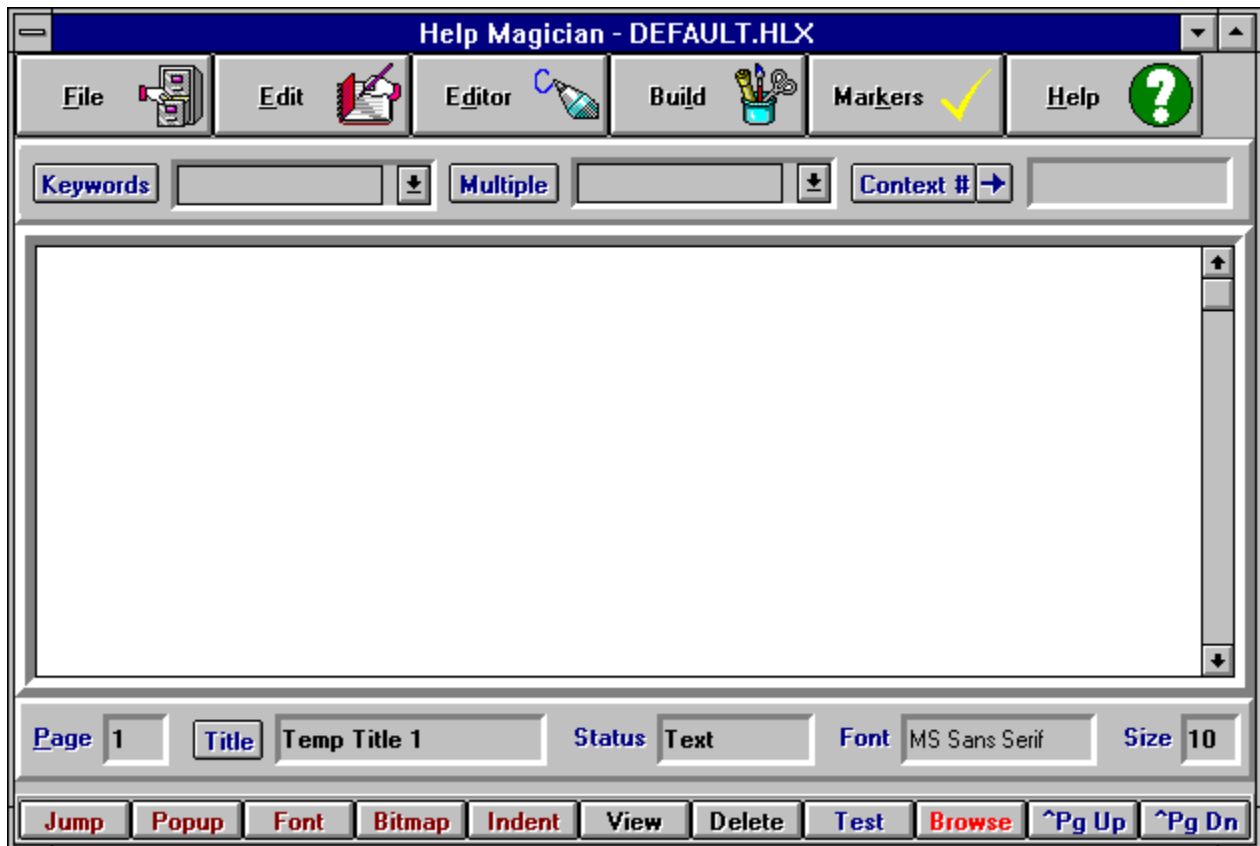 Help Magician - DEFAULT.HLX
File Edit Editor Build Markers Help
Keywords Multiple Context #
Page 1 Title Temp Title 1 Status Text Font MS Sans Serif Size 10
Jump Popup Font Bitmap Indent View Delete Test Browse ^Pg Up ^Pg Dn